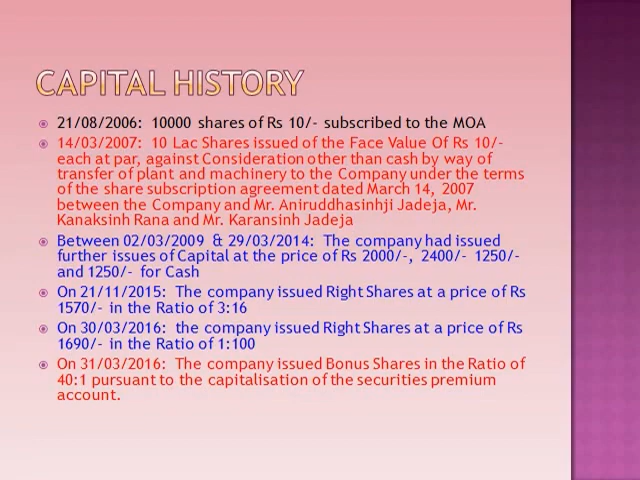 CAPITAL HISTORY
21/08/2006: 10000 shares of Rs 10/- subscribed to the MOA
14/03/2007: 10 Lac Shares issued of the Face Value Of Rs 10/-
each at par, against Consideration other than cash by way of
transfer of plant and machinery to the Company under the terms
of the share subscription agreement dated March 14, 2007
between the Company and Mr. Aniruddhasinhji Jadeja, Mr.
Kanaksinh Rana and Mr. Karansinh Jadeja
Between 02/03/2009 & 29/03/2014: The company had issued
further issues of Capital at the price of Rs 2000/-, 2400/- 1250/-
and 1250/- for Cash
On 21/11/2015: The company issued Right Shares at a price of Rs
1570/- in the Ratio of 3:16
On 30/03/2016: the company issued Right Shares at a price of Rs
1690/- in the Ratio of 1:100
On 31/03/2016: The company issued Bonus Shares in the Ratio of
40:1 pursuant to the capitalisation of the securities premium
account.